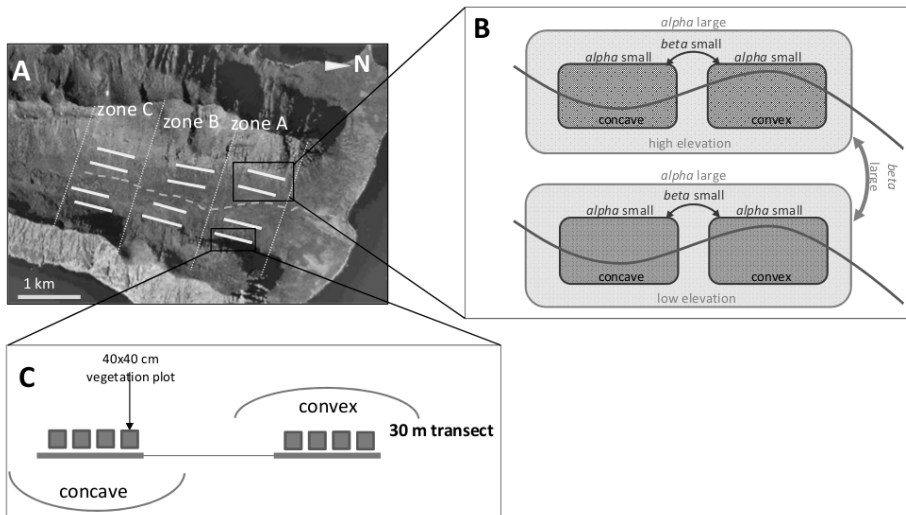 A
N
zone C
zone B
zone A
1 km
B
alpha large
beta small
alpha small
alpha small
concave
convex
high elevation
beta
large
alpha large
beta small
alpha small
alpha small
concave
convex
low elevation
C
40x40 cm
vegetation plot
convex
30 m transect
concave